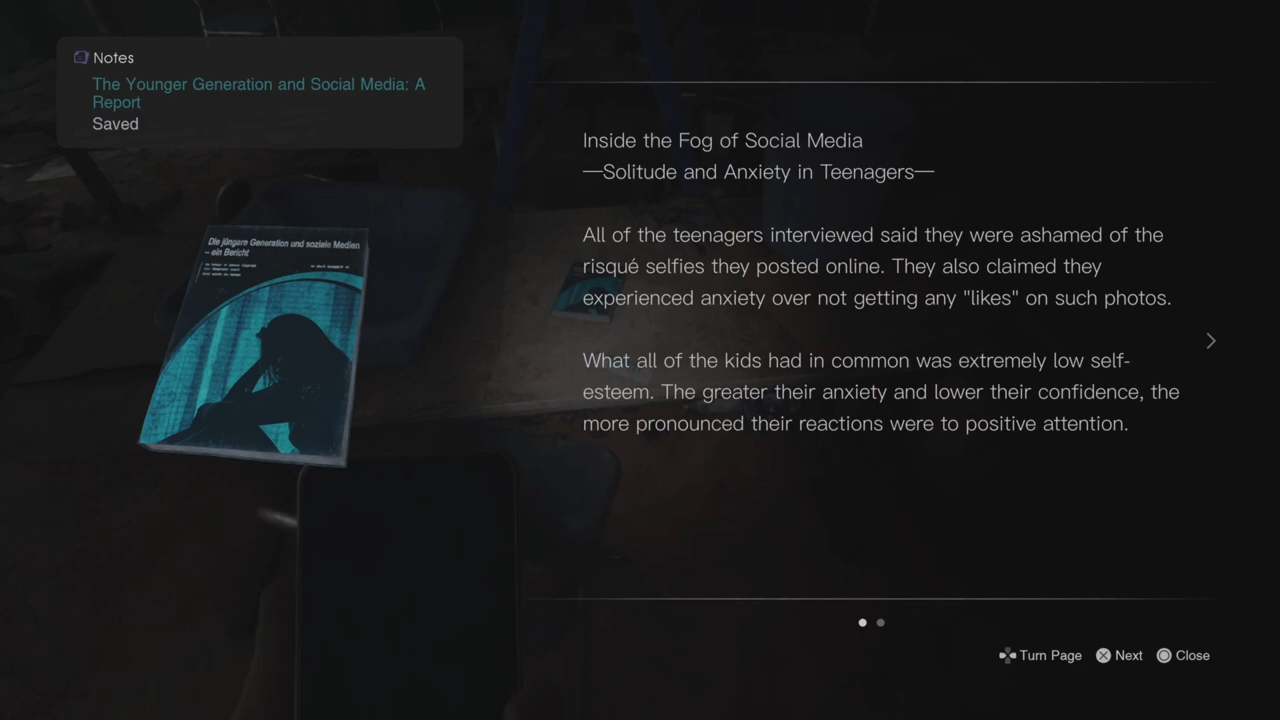 Notes
The Younger Generation and Social Media: A
Report
Saved
Die jüngere Generation und soziale Medien
– ein Bericht
Inside the Fog of Social Media
—Solitude and Anxiety in Teenagers—
All of the teenagers interviewed said they were ashamed of the
risqué selfies they posted online. They also claimed they
experienced anxiety over not getting any "likes" on such photos.
What all of the kids had in common was extremely low self-
esteem. The greater their anxiety and lower their confidence, the
more pronounced their reactions were to positive attention.
Turn Page Next Close